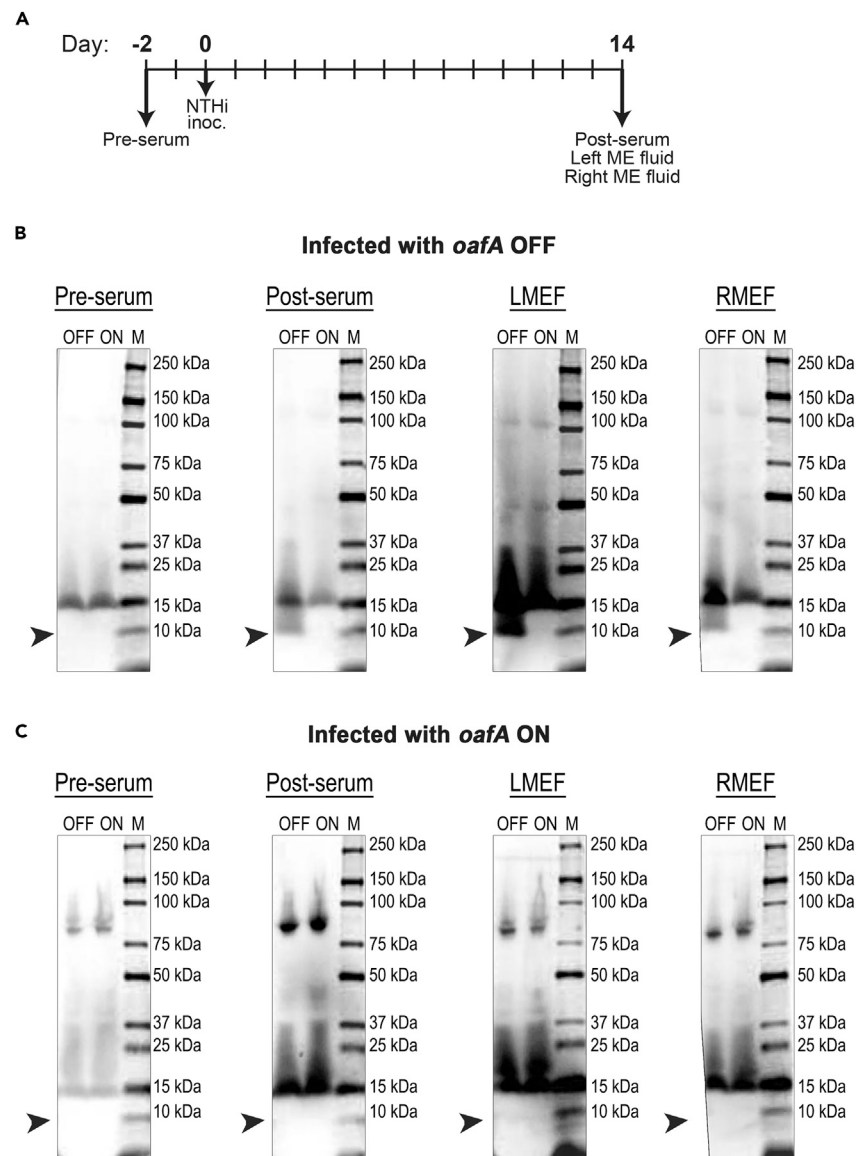 A
Day: -2 0 14
NTHi
inoc.
Pre-serum
Post-serum
Left ME fluid
Right ME fluid
B
Infected with oafA OFF
Pre-serum Post-serum LMEF RMEF
OFF ON M OFF ON M OFF ON M OFF ON M
250 kDa 250 kDa 250 kDa 250 kDa
150 kDa 150 kDa 150 kDa 150 kDa
100 kDa 100 kDa 100 kDa 100 kDa
75 kDa 75 kDa 75 kDa 75 kDa
50 kDa 50 kDa 50 kDa 50 kDa
37 kDa 37 kDa 37 kDa 37 kDa
25 kDa 25 kDa 25 kDa 25 kDa
15 kDa 15 kDa 15 kDa 15 kDa
10 kDa 10 kDa 10 kDa 10 kDa
C
Infected with oafA ON
Pre-serum Post-serum LMEF RMEF
OFF ON M OFF ON M OFF ON M OFF ON M
250 kDa 250 kDa 250 kDa 250 kDa
150 kDa 150 kDa 150 kDa 150 kDa
100 kDa 100 kDa 100 kDa 100 kDa
75 kDa 75 kDa 75 kDa 75 kDa
50 kDa 50 kDa 50 kDa 50 kDa
37 kDa 37 kDa 37 kDa 37 kDa
25 kDa 25 kDa 25 kDa 25 kDa
15 kDa 15 kDa 15 kDa 15 kDa
10 kDa 10 kDa 10 kDa 10 kDa